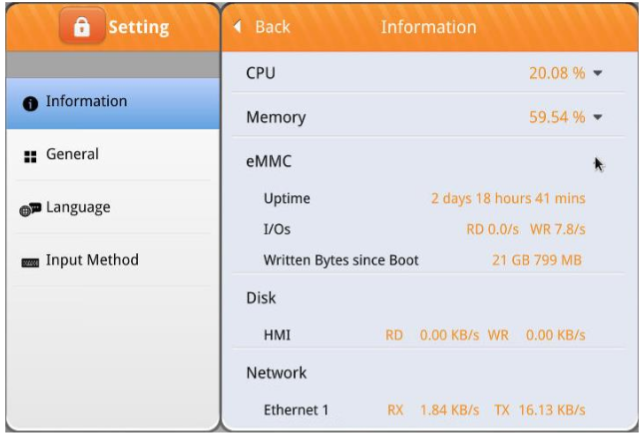 Setting
Information
General
Language
Input Method
Back Information
CPU 20.08 %
Memory 59.54 %
eMMC
Uptime 2 days 18 hours 41 mins
I/Os RD 0.0/s WR 7.8/s
Written Bytes since Boot 21 GB 799 MB
Disk
HMI RD 0.00 KB/s WR 0.00 KB/s
Network
Ethernet 1 RX 1.84 KB/s TX 16.13 KB/s